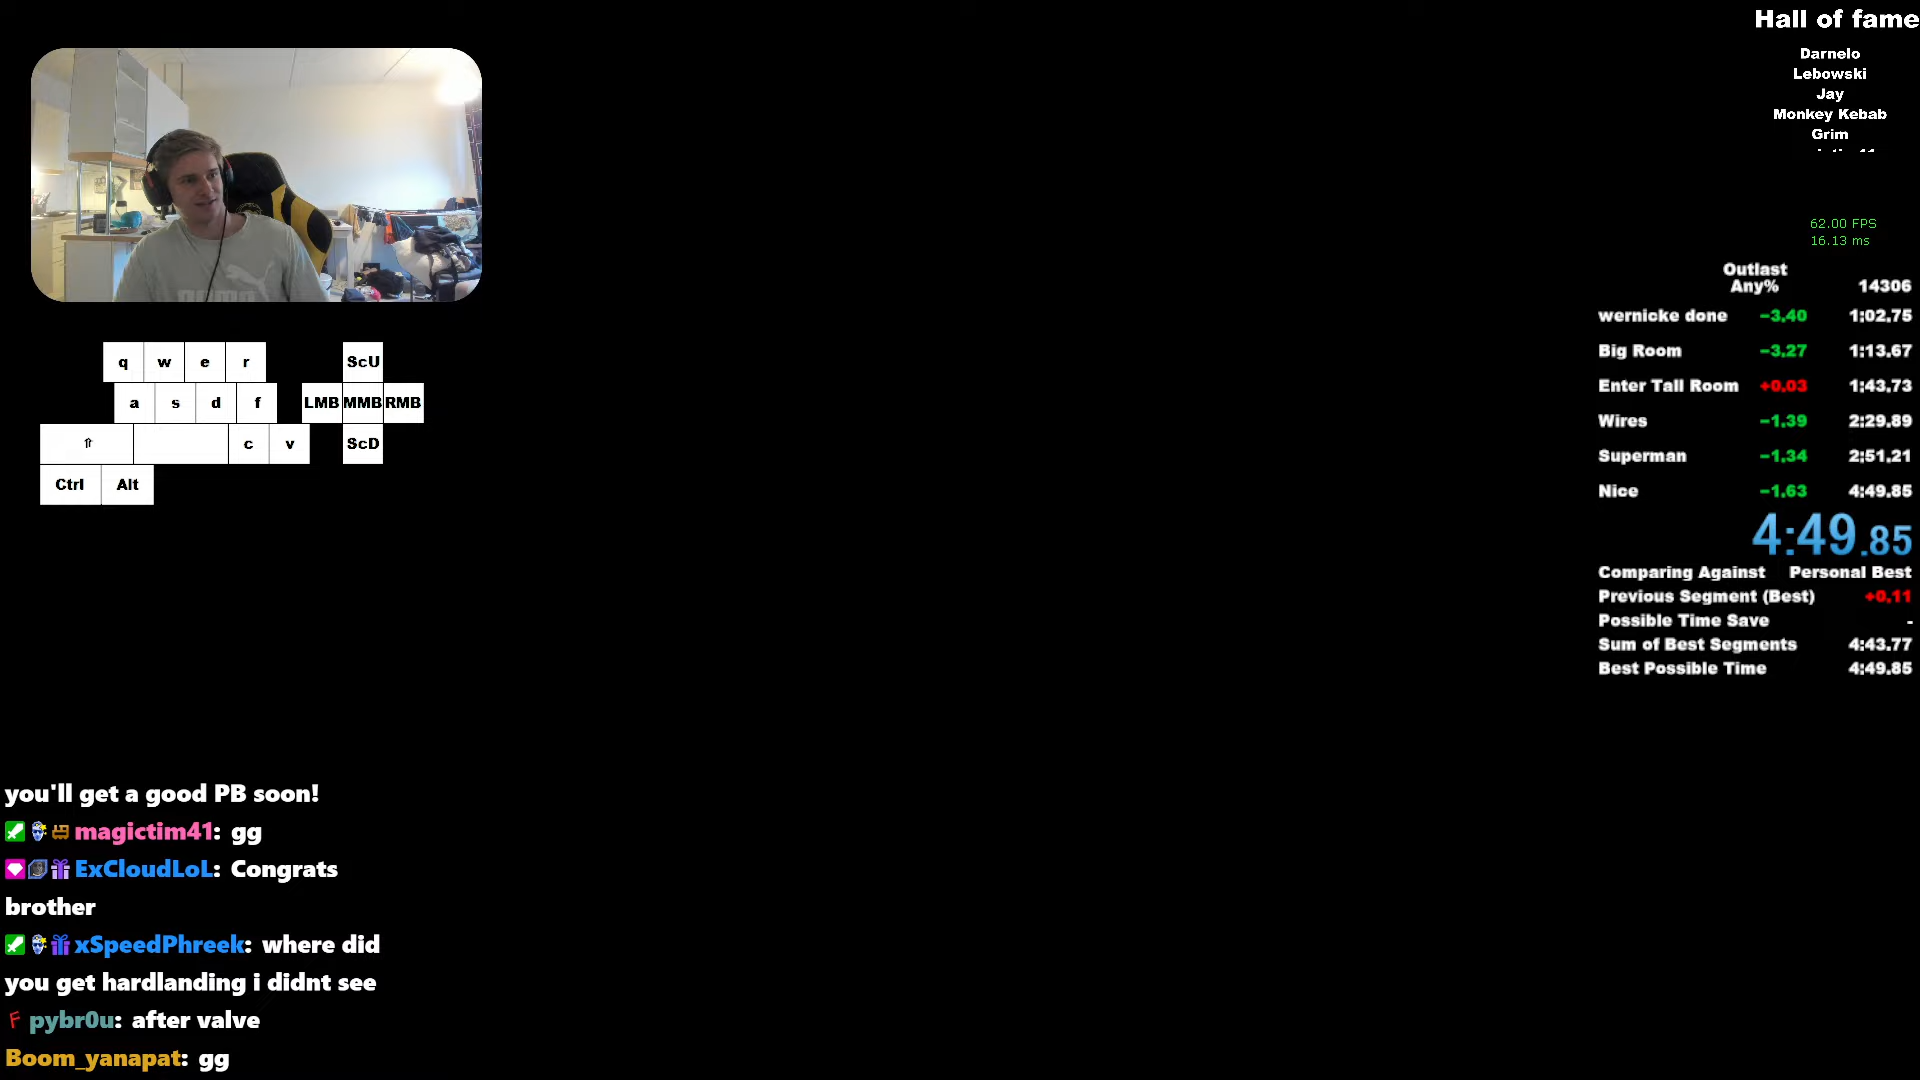 Hall of fame
Darnelo
Lebowski
Jay
Monkey Kebab
Grim
62.00 FPS
16.13 ms
Outlast
Any% 14306
wernicke done -3.40 1:02.75
Big Room -3.27 1:13.67
Enter Tall Room +0.03 1:43.73
Wires -1.39 2:29.89
Superman -1.34 2:51.21
Nice -1.63 4:49.85
4:49.85
Comparing Against Personal Best
Previous Segment (Best) +0.11
Possible Time Save -
Sum of Best Segments 4:43.77
Best Possible Time 4:49.85
q w e r ScU
a s d f LMB MMB RMB
⇧ c v ScD
Ctrl Alt
you'll get a good PB soon!
magictim41: gg
ExCloudLoL: Congrats
brother
xSpeedPhreek: where did
you get hardlanding i didnt see
F pybr0u: after valve
Boom_yanapat: gg